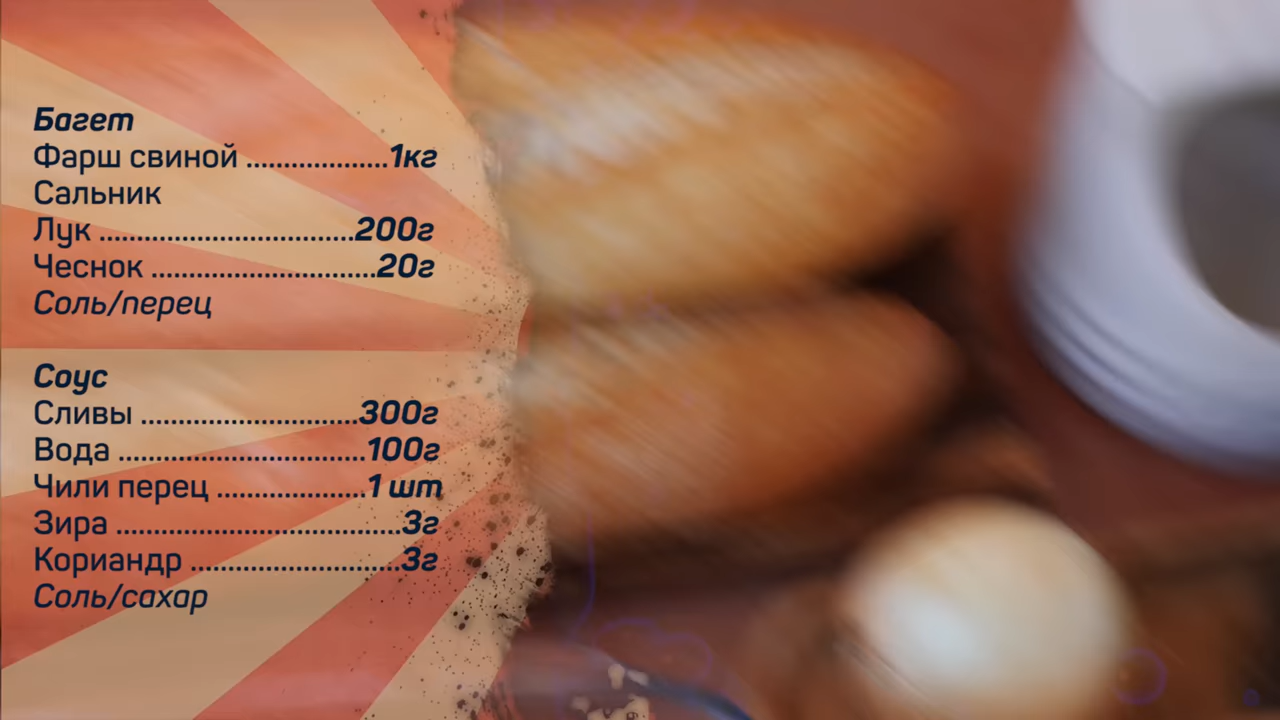 Багет
Фарш свиной ...................1кг
Сальник
Лук ..................................200г
Чеснок ..............................20г
Соль/перец
Соус
Сливы .............................300г
Вода .................................100г
Чили перец ....................1 шт
Зира ......................................3г
Кориандр ............................3г
Соль/сахар